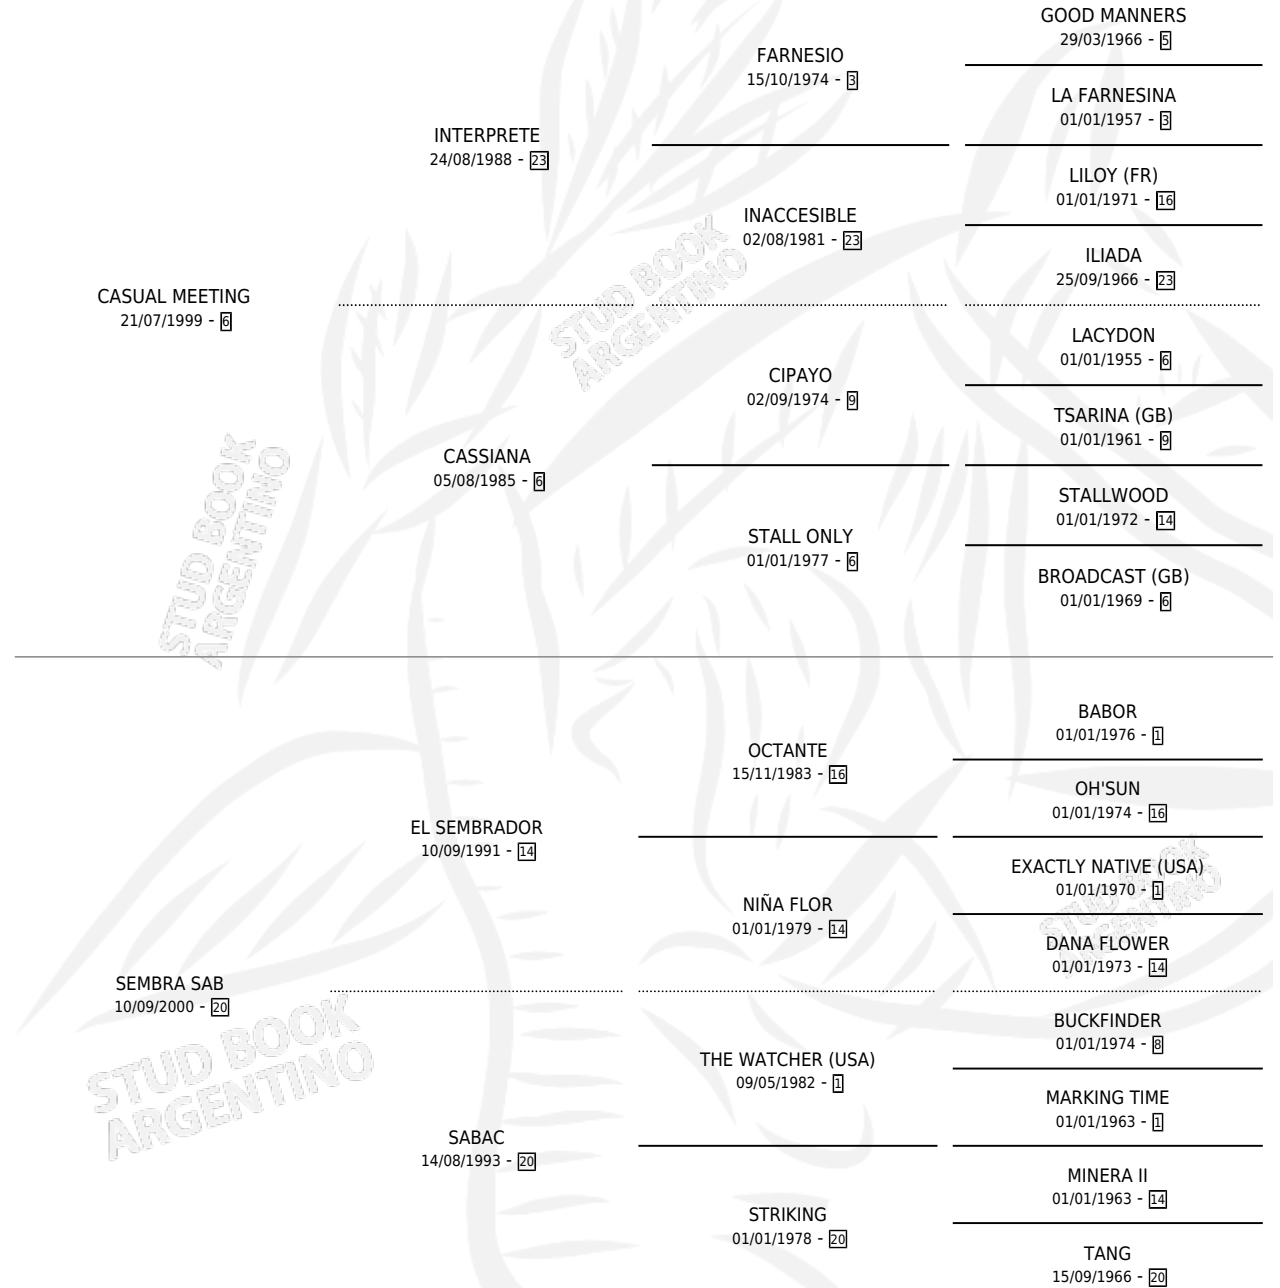 GOOD MANNERS
29/03/1966 - 5
FARNESIO
15/10/1974 - 3
LA FARNESINA
01/01/1957 - 3
INTERPRETE
24/08/1988 - 23
LILOY (FR)
01/01/1971 - 16
INACCESIBLE
02/08/1981 - 23
ILIADA
25/09/1966 - 23
CASUAL MEETING
21/07/1999 - 6
LACYDON
01/01/1955 - 6
CIPAYO
02/09/1974 - 9
TSARINA (GB)
01/01/1961 - 9
CASSIANA
05/08/1985 - 6
STALLWOOD
01/01/1972 - 14
STALL ONLY
01/01/1977 - 6
BROADCAST (GB)
01/01/1969 - 6
BABOR
01/01/1976 - 1
OCTANTE
15/11/1983 - 16
OH'SUN
01/01/1974 - 16
EL SEMBRADOR
10/09/1991 - 14
EXACTLY NATIVE (USA)
01/01/1970 - 1
NIÑA FLOR
01/01/1979 - 14
DANA FLOWER
01/01/1973 - 14
SEMBRA SAB
10/09/2000 - 20
BUCKFINDER
01/01/1974 - 8
THE WATCHER (USA)
09/05/1982 - 1
MARKING TIME
01/01/1963 - 1
SABAC
14/08/1993 - 20
MINERA II
01/01/1963 - 14
STRIKING
01/01/1978 - 20
TANG
15/09/1966 - 20
STUD BOOK
ARGENTINO
STUD BOOK
ARGENTINO
STUD BOOK
ARGENTINO
STUD BOOK
ARGENTINO